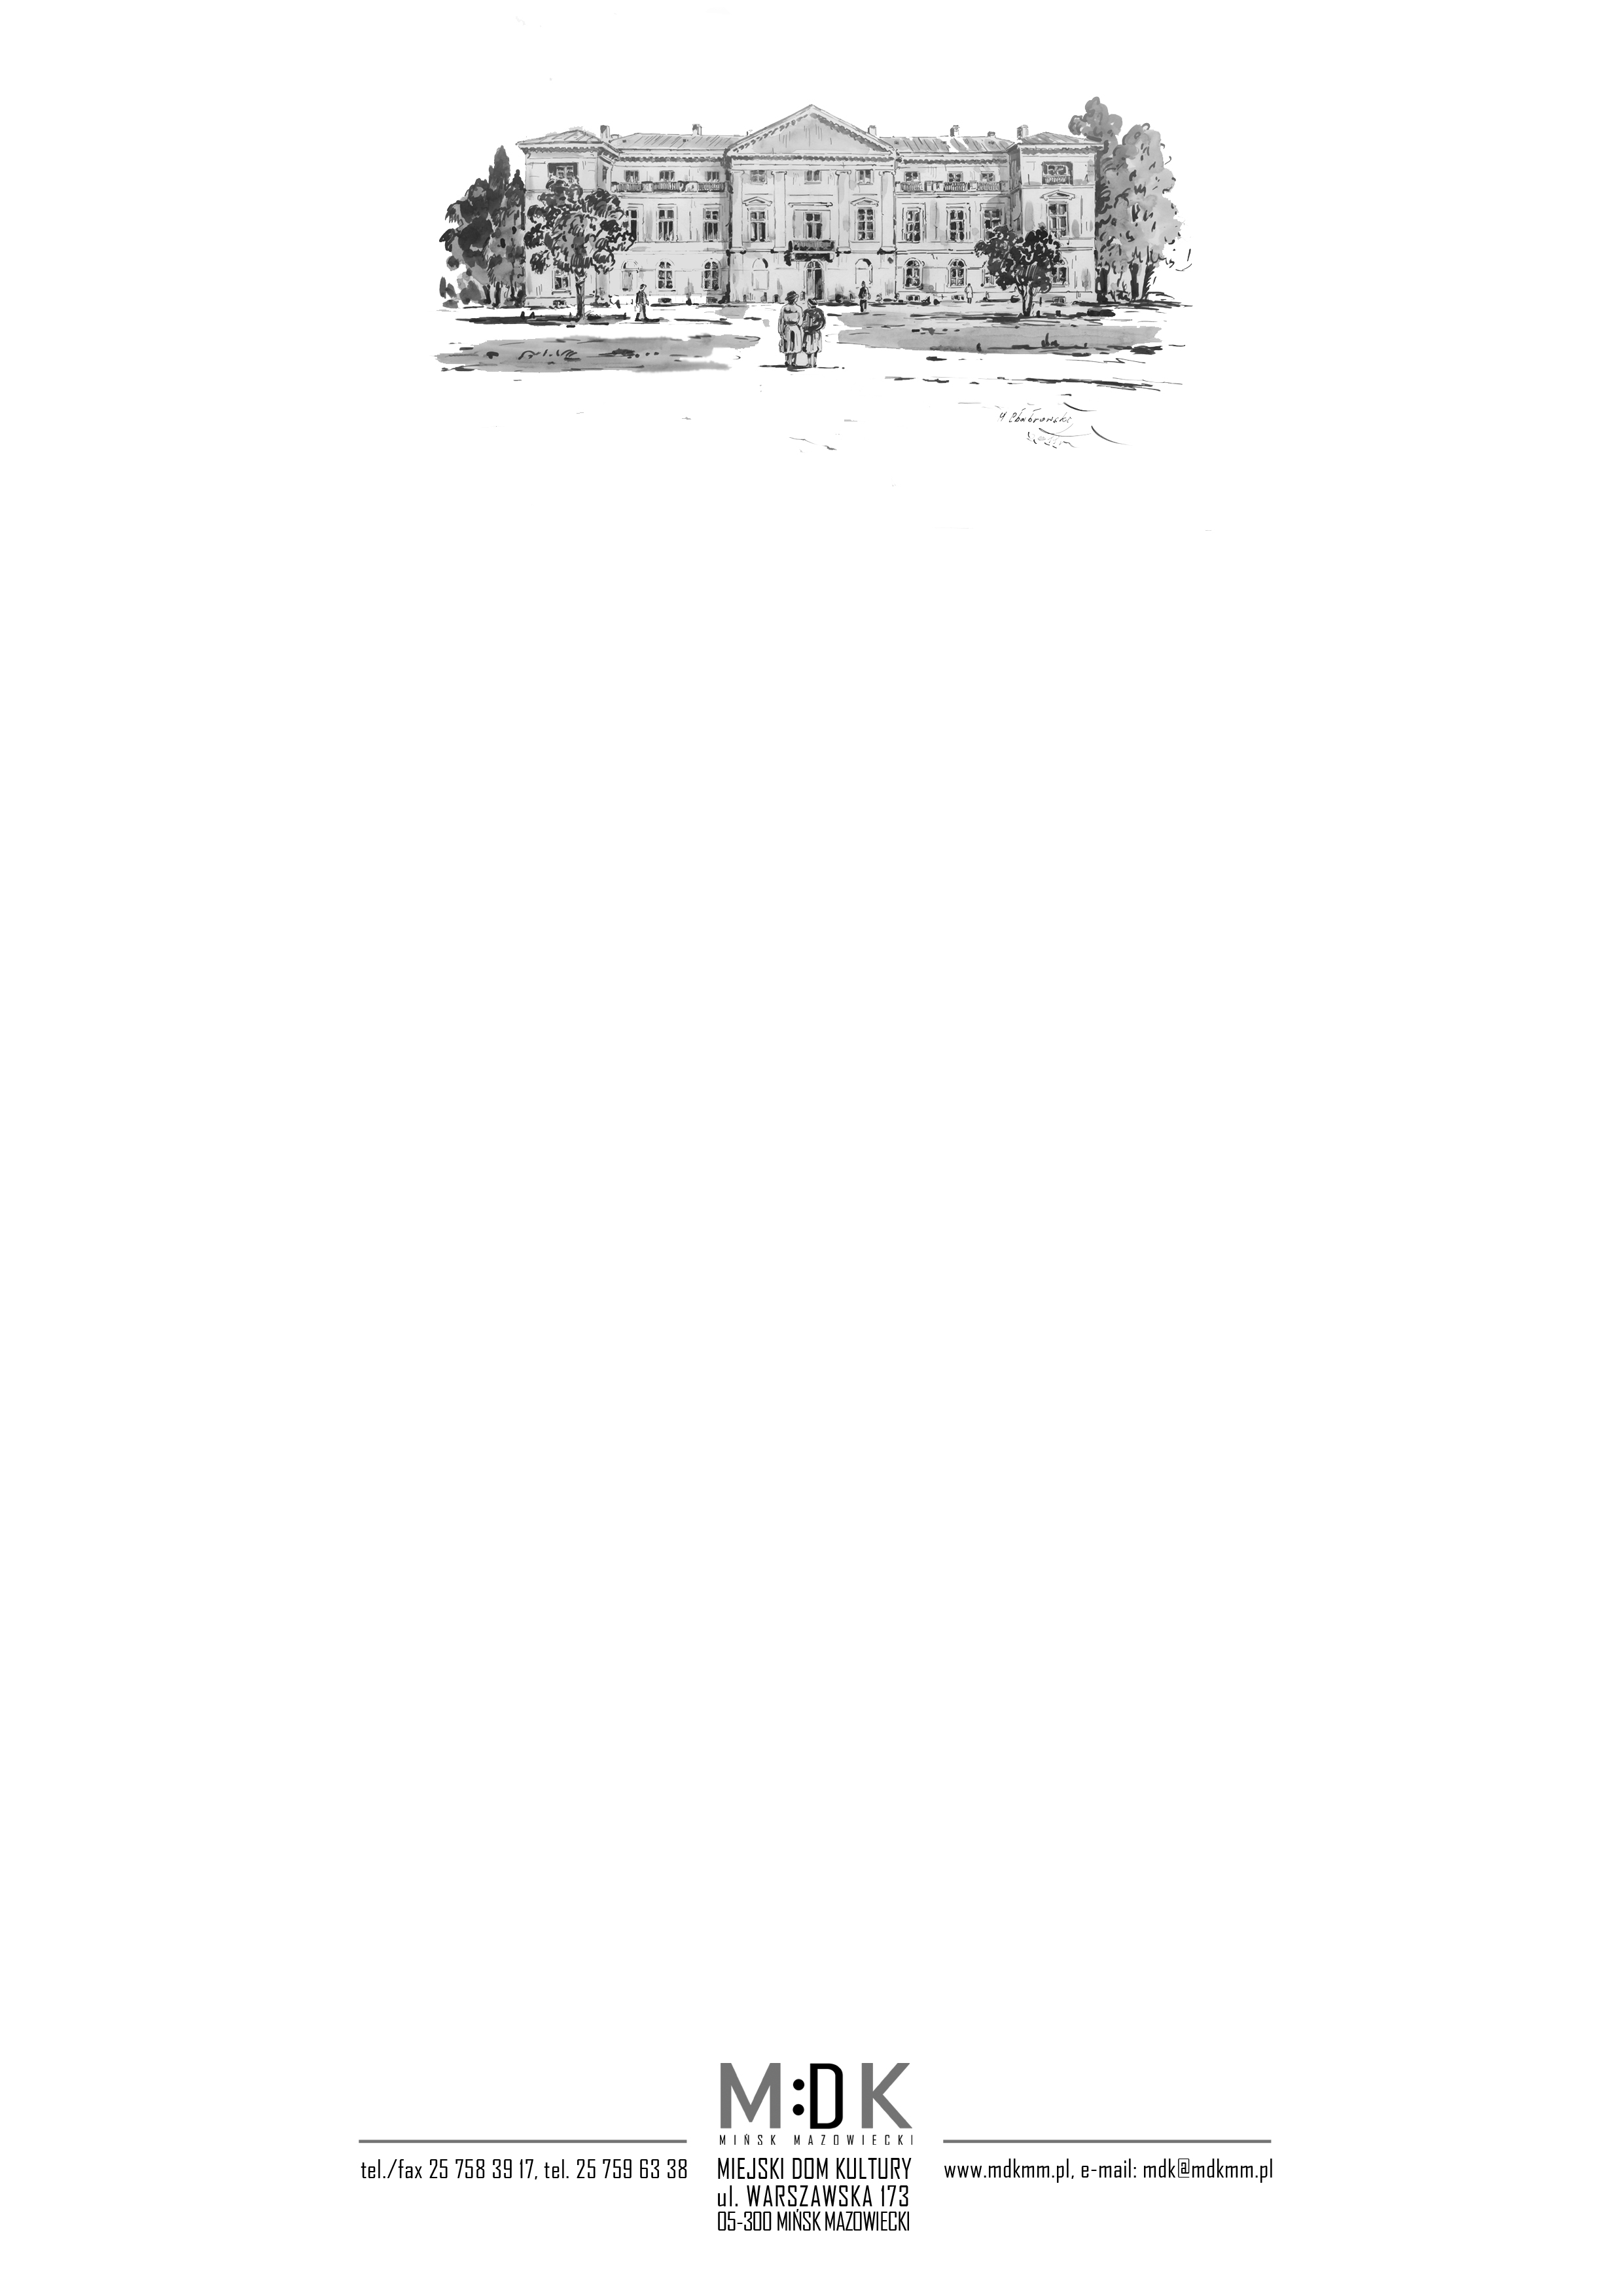 M:DK
MIŃSK MAZOWIECKI
tel./fax 25 758 39 17, tel. 25 759 63 38
MIEJSKI DOM KULTURY
ul. WARSZAWSKA 173
05-300 MIŃSK MAZOWIECKI
www.mdkmm.pl, e-mail: mdk@mdkmm.pl